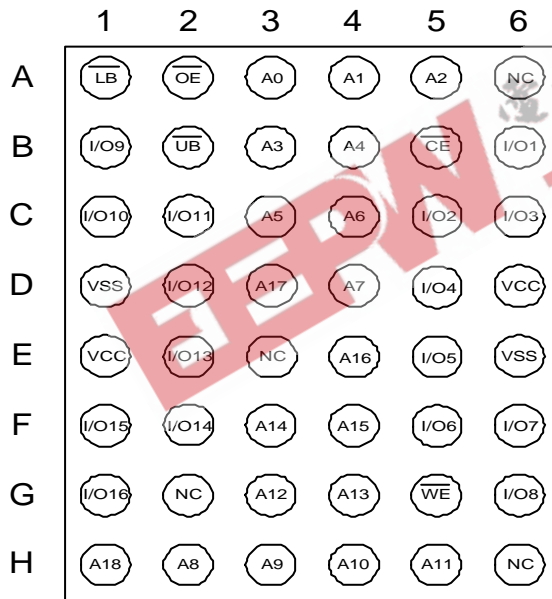 1 2 3 4 5 6
A LB OE A0 A1 A2 NC
B I/O9 UB A3 A4 CE I/O1
C I/O10 I/O11 A5 A6 I/O2 I/O3
D VSS I/O12 A17 A7 I/O4 VCC
E VCC I/O13 NC A16 I/O5 VSS
F I/O15 I/O14 A14 A15 I/O6 I/O7
G I/O16 NC A12 A13 WE I/O8
H A18 A8 A9 A10 A11 NC
EEPW